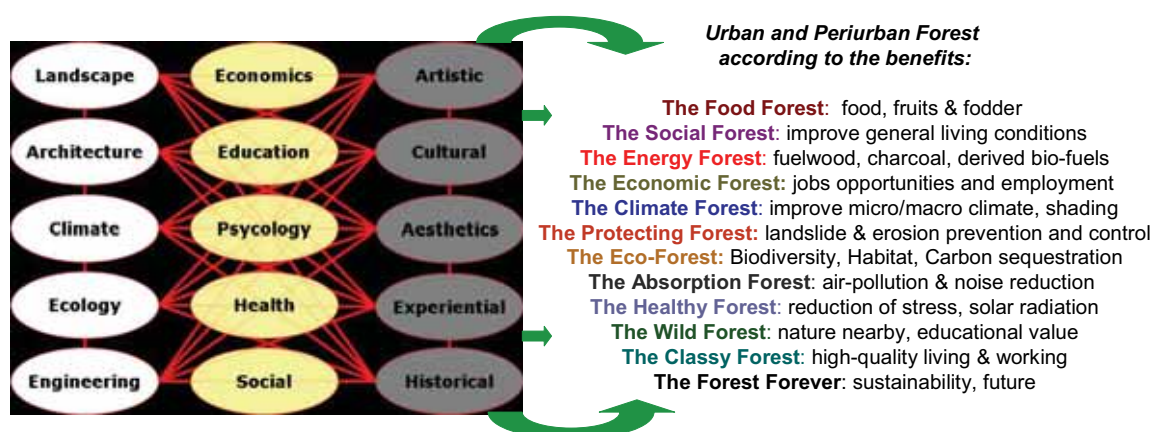 Urban and Periurban Forest
according to the benefits:
Landscape Economics Artistic
Architecture Education Cultural
Climate Psycology Aesthetics
Ecology Health Experiential
Engineering Social Historical
The Food Forest: food, fruits & fodder
The Social Forest: improve general living conditions
The Energy Forest: fuelwood, charcoal, derived bio-fuels
The Economic Forest: jobs opportunities and employment
The Climate Forest: improve micro/macro climate, shading
The Protecting Forest: landslide & erosion prevention and control
The Eco-Forest: Biodiversity, Habitat, Carbon sequestration
The Absorption Forest: air-pollution & noise reduction
The Healthy Forest: reduction of stress, solar radiation
The Wild Forest: nature nearby, educational value
The Classy Forest: high-quality living & working
The Forest Forever: sustainability, future